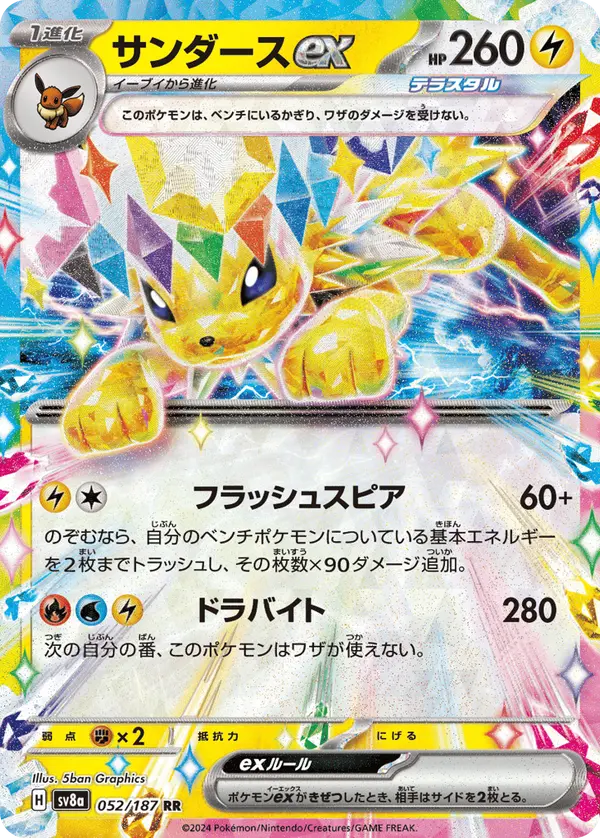 1進化
サンダースex
HP260
イーブイから進化
テラスタル
このポケモンは、ベンチにいるかぎり、ワザのダメージを受けない。
フラッシュスピア 60+
のぞむなら、自分のベンチポケモンについている基本エネルギー
を2枚までトラッシュし、その枚数×90ダメージ追加。
ドラバイト 280
次の自分の番、このポケモンはワザが使えない。
弱点 ×2 抵抗力 にげる
Illus. 5ban Graphics
exルール
ポケモンexがきぜつしたとき、相手はサイドを2枚とる。
H sv8a 052/187 RR
©2024 Pokémon/Nintendo/Creatures/GAME FREAK.